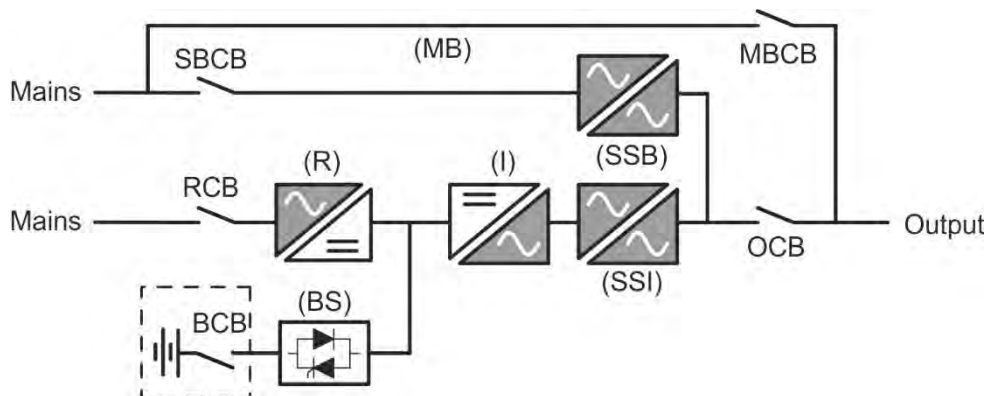 (MB)
MBCB
SBCB
Mains
(SSB)
(R)
(I)
RCB
Mains
Output
OCB
(SSI)
(BS)
BCB